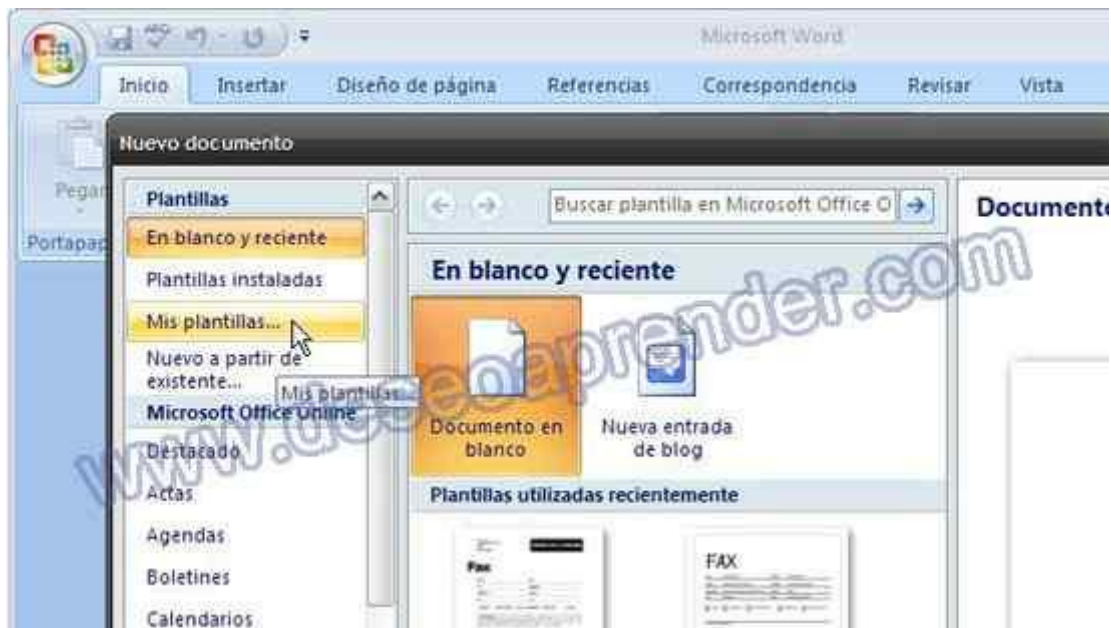 Microsoft Word
Inicio Insertar Diseño de página Referencias Correspondencia Revisar Vista
Nuevo documento
Pegar
Portapap
Plantillas
En blanco y reciente
Plantillas instaladas
Mis plantillas...
Nuevo a partir de
existente...
Mis plantillas
Microsoft Office Online
Destacado
Actas
Agendas
Boletines
Calendarios
Buscar plantilla en Microsoft Office O
En blanco y reciente
Documento en
blanco
Nueva entrada
de blog
Plantillas utilizadas recientemente
Fax
FAX
Documento
www.deseoaprender.com